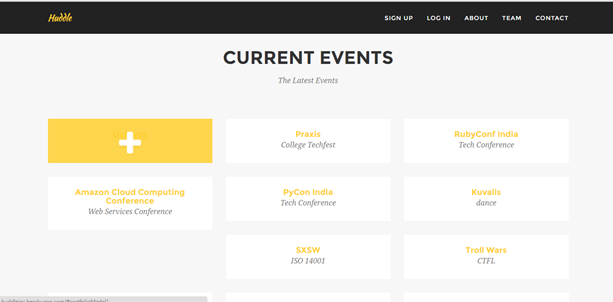 Huddle
SIGN UP LOG IN ABOUT TEAM CONTACT
CURRENT EVENTS
The Latest Events
Praxis
College Techfest
RubyConf India
Tech Conference
Amazon Cloud Computing
Conference
Web Services Conference
PyCon India
Tech Conference
Kuvalis
dance
SXSW
ISO 14001
Troll Wars
CTFL